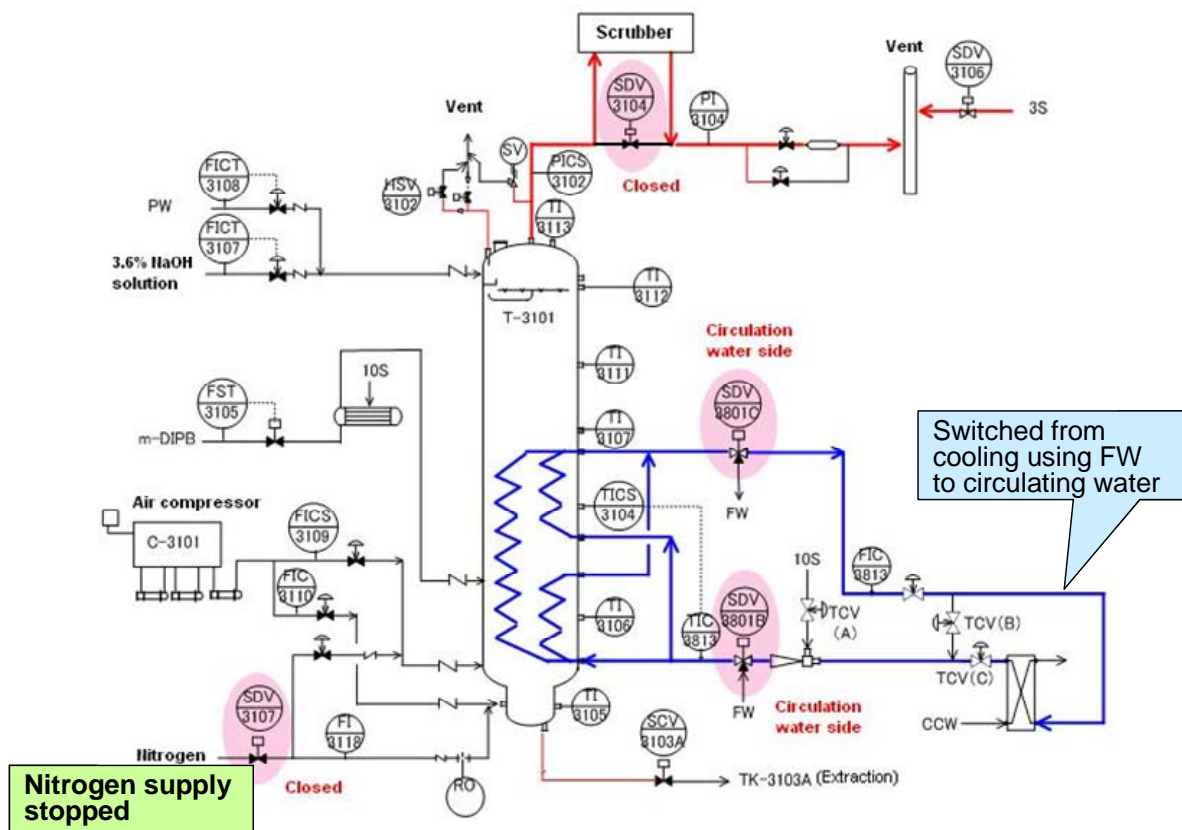 Scrubber
Vent
SDV
3106
3S
SDV
3104
PI
3104
Closed
Vent
SV
PICS
3102
HSV
3102
TI
3113
FICT
3108
PW
FICT
3107
3.6% NaOH
solution
TI
3112
T-3101
TI
3111
Circulation
water side
SDV
3801C
FW
10S
FST
3105
m-DIPB
TI
3107
Switched from
cooling using FW
to circulating water
Air compressor
C-3101
FICS
3109
FIC
3110
TICS
3104
10S
FIC
3813
TCV
(A)
TCV(B)
TI
3106
TIC
3813
SDV
3801B
TCV(C)
FW
Circulation
water side
CCW
SDV
3107
FI
3118
TI
3105
SCV
3103A
Nitrogen
Closed
RO
TK-3103A (Extraction)
Nitrogen supply
stopped